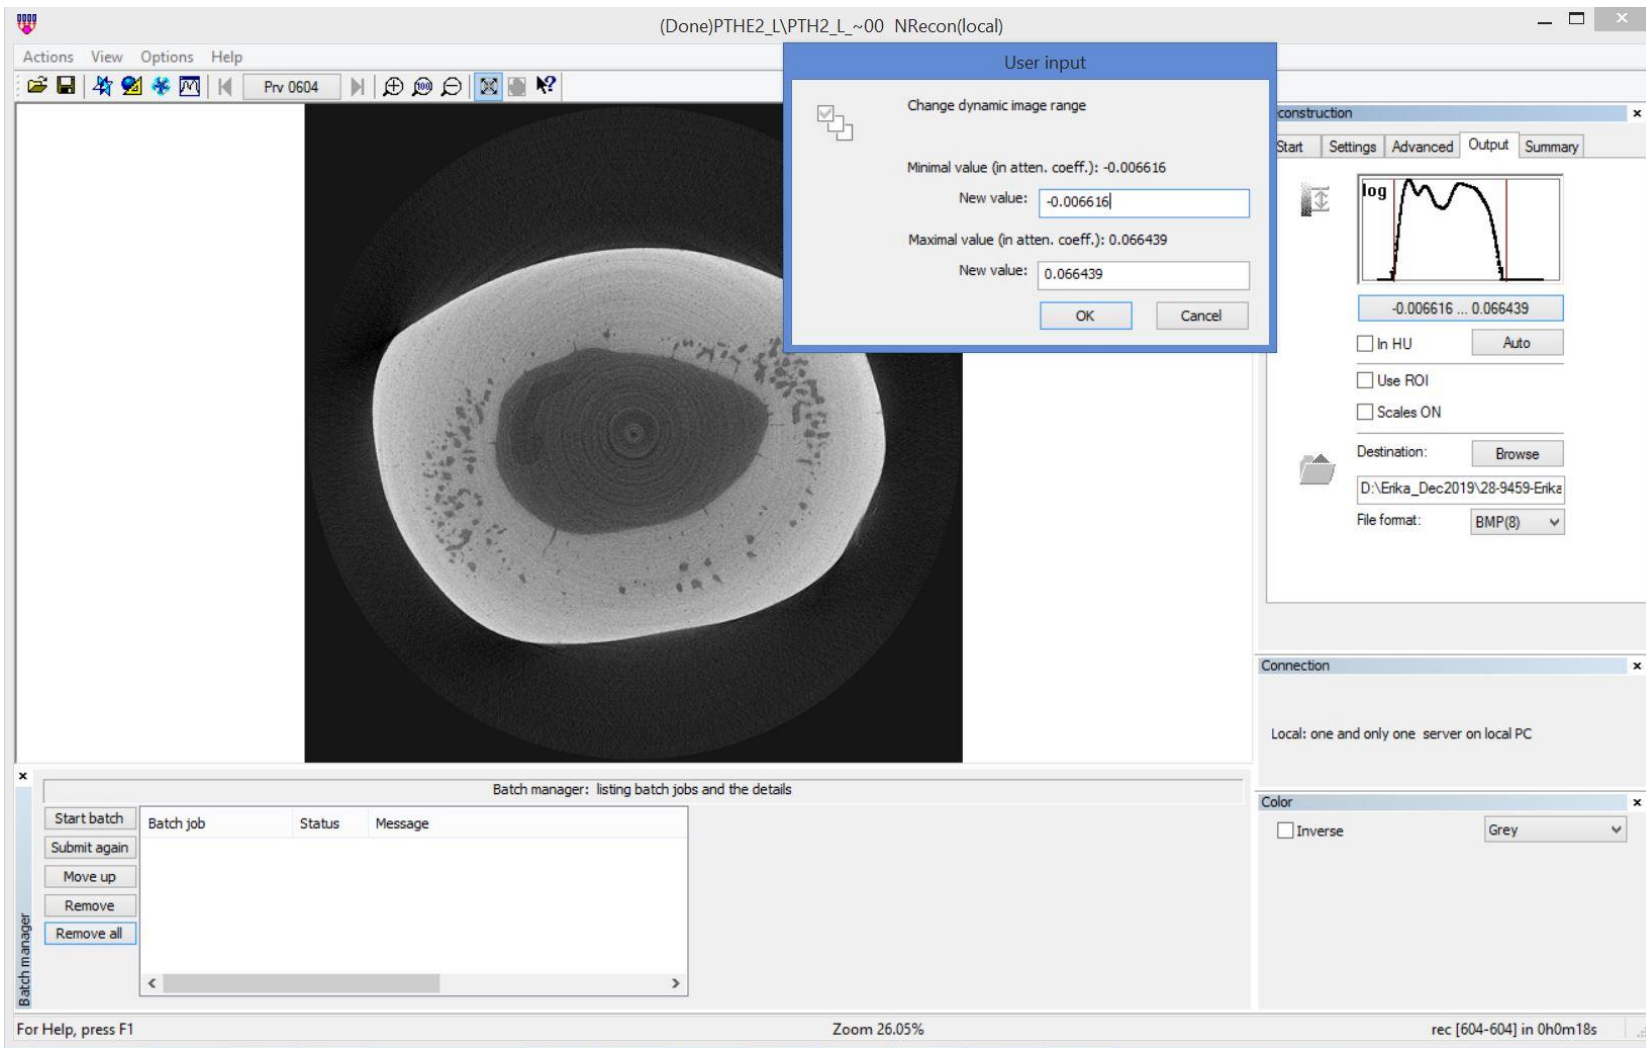 (Done)PTHE2_L\PTH2_L_~00 NRecon(local)
Actions View Options Help
Prv 0604
100
User input
Change dynamic image range
Minimal value (in atten. coeff.): -0.006616
New value: -0.006616
Maximal value (in atten. coeff.): 0.066439
New value: 0.066439
OK Cancel
construction
Start Settings Advanced Output Summary
log
-0.006616 ... 0.066439
In HU Auto
Use ROI
Scales ON
Destination: Browse
D:\Erika_Dec2019\28-9459-Erika
File format: BMP(8)
Connection
Local: one and only one server on local PC
Batch manager: listing batch jobs and the details
Start batch
Submit again
Move up
Remove
Remove all
Batch job Status Message
Batch manager
Color
Inverse Grey
For Help, press F1 Zoom 26.05% rec [604-604] in 0h0m18s